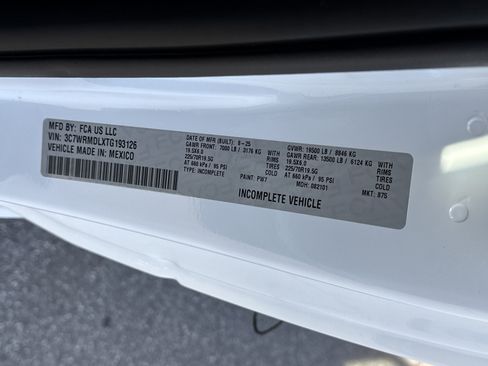 MFD BY: FCA US LLC
VIN: 3C7WRMDLXTG193126
VEHICLE MADE IN: MEXICO
DATE OF MFR (BUILT): 8-25
GAWR FRONT: 7000 LB / 3176 KG WITH
19.5X6.0 RIMS
225/70R19.5G TIRES
AT 660 kPa / 95 PSI COLD
PAINT: PW7
GVWR: 19500 LB / 8846 KG
GAWR REAR: 13500 LB / 6124 KG WITH
19.5X6.0 RIMS
225/70R19.5G TIRES
AT 660 kPa / 95 PSI COLD
MDH: 082101
MKT: 875
INCOMPLETE VEHICLE